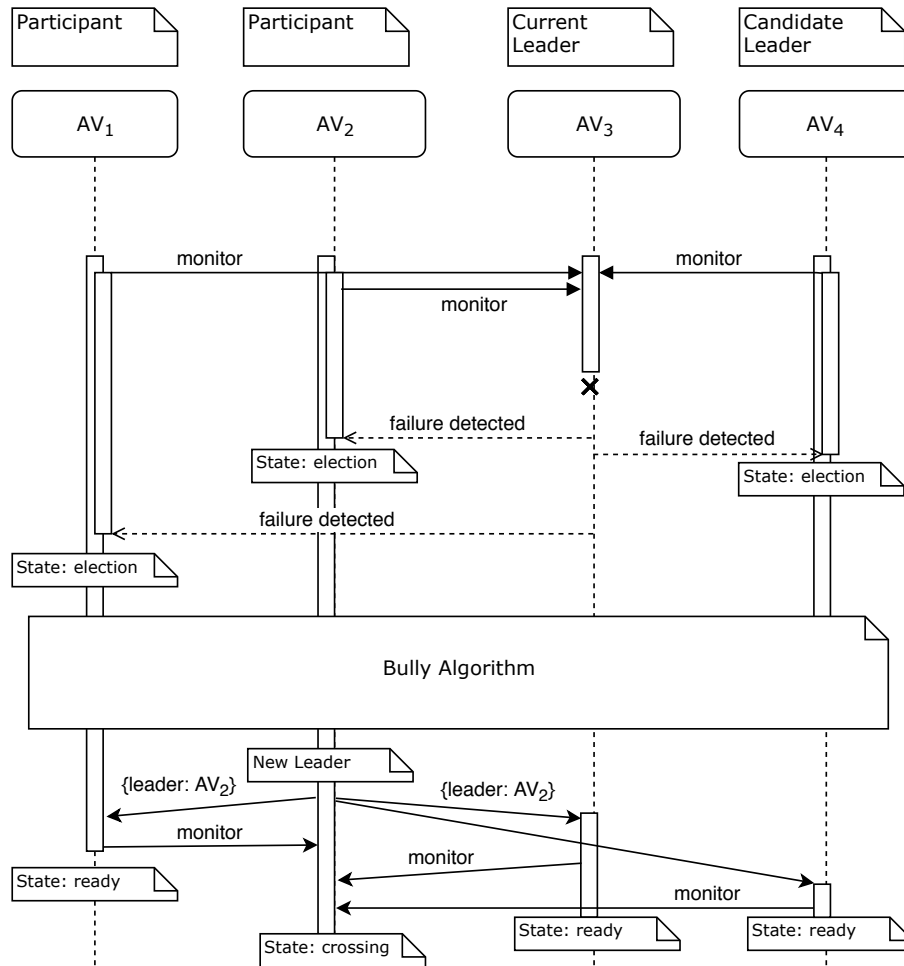 Participant
Participant
Current
Leader
Candidate
Leader
AV₁
AV₂
AV₃
AV₄
monitor
monitor
monitor
failure detected
failure detected
State: election
State: election
failure detected
State: election
Bully Algorithm
New Leader
{leader: AV₂}
{leader: AV₂}
monitor
monitor
State: ready
monitor
State: ready
State: ready
State: crossing